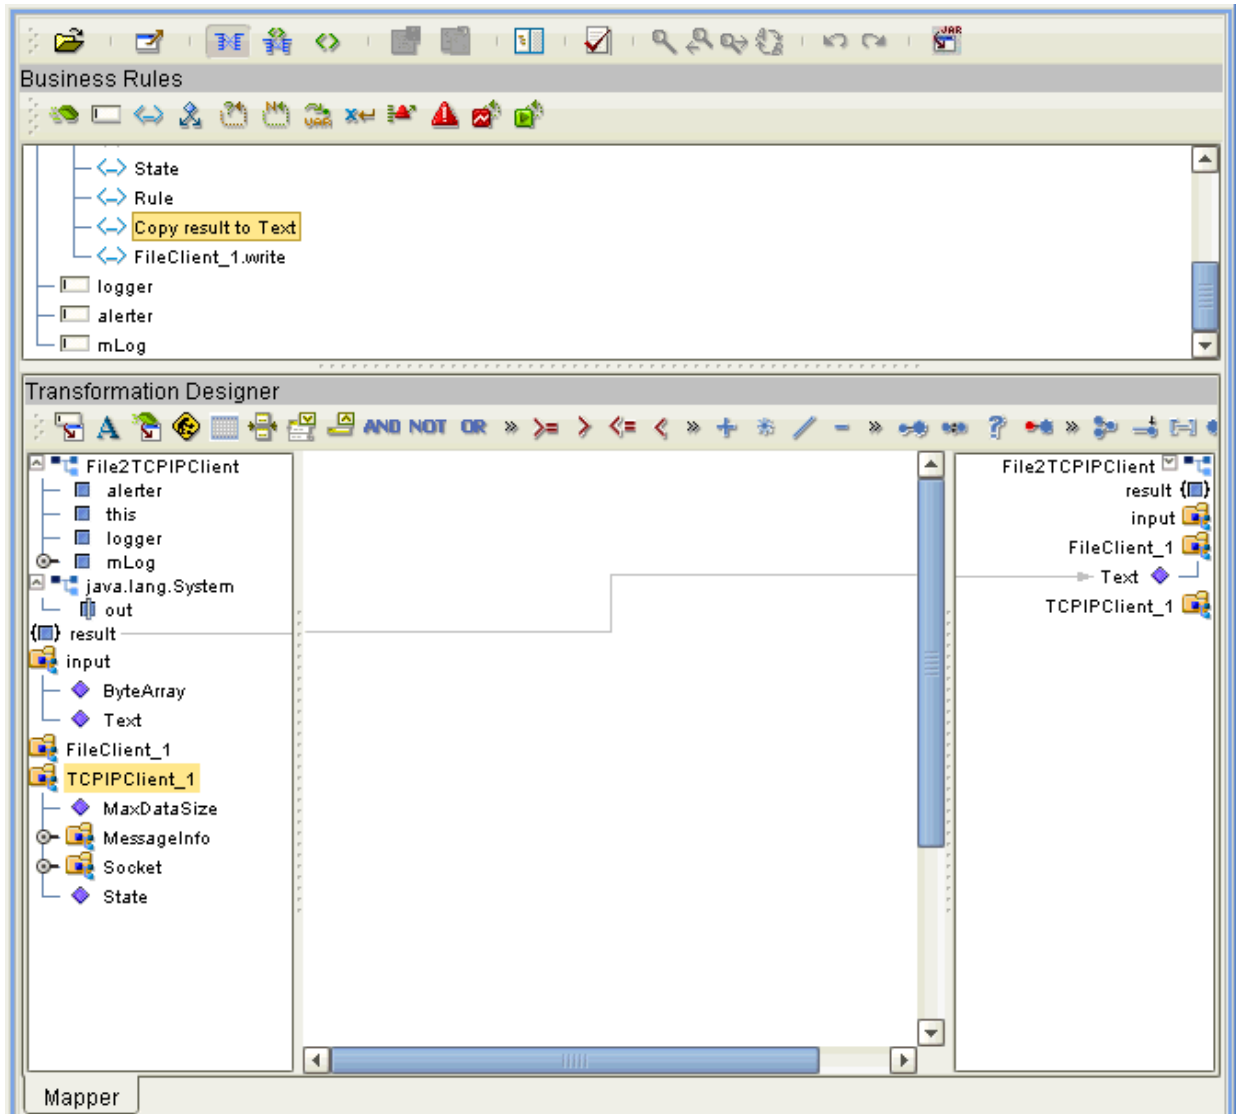 JAR
Business Rules
JAR
State
Rule
Copy result to Text
FileClient_1.write
logger
alerter
mLog
Transformation Designer
A AND NOT OR » >= > <= < » + / - » ? »
File2TCPIPClient
alerter
this
logger
mLog
java.lang.System
out
result
input
ByteArray
Text
FileClient_1
TCPIPClient_1
MaxDataSize
MessageInfo
Socket
State
File2TCPIPClient
result
input
FileClient_1
Text
TCPIPClient_1
Mapper